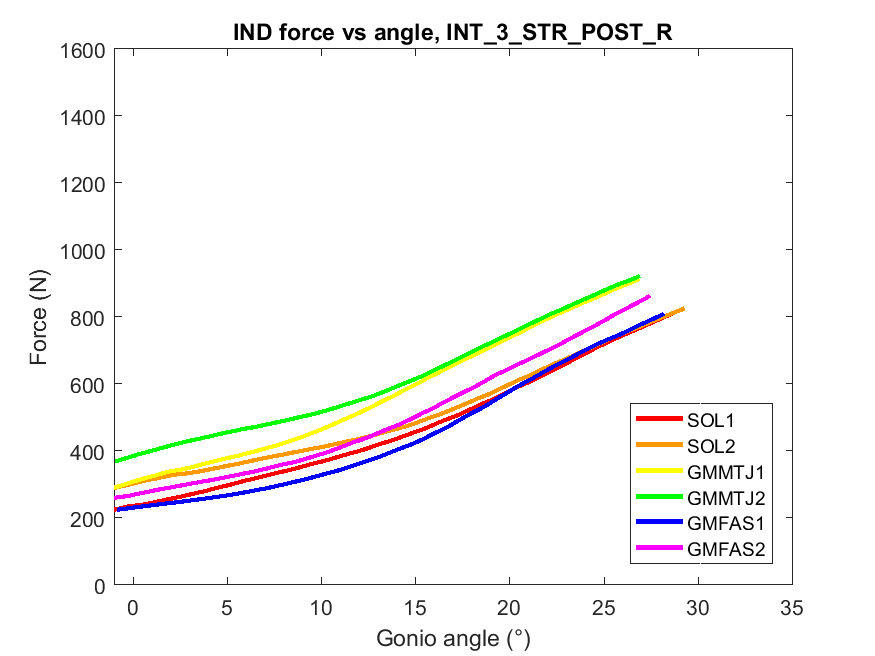 IND force vs angle, INT_3_STR_POST_R
1600
1400
1200
1000
800
600
400
200
0
Force (N)
0 5 10 15 20 25 30 35
Gonio angle (°)
SOL1
SOL2
GMMTJ1
GMMTJ2
GMFAS1
GMFAS2